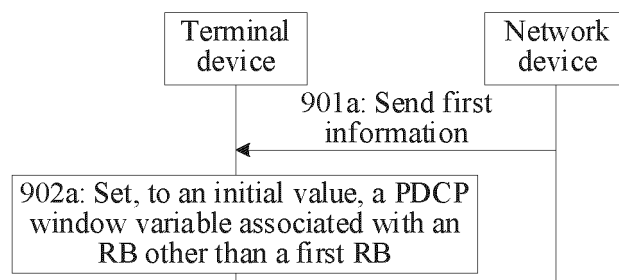 Terminal
device
Network
device
901a: Send first
information
902a: Set, to an initial value, a PDCP
window variable associated with an
RB other than a first RB